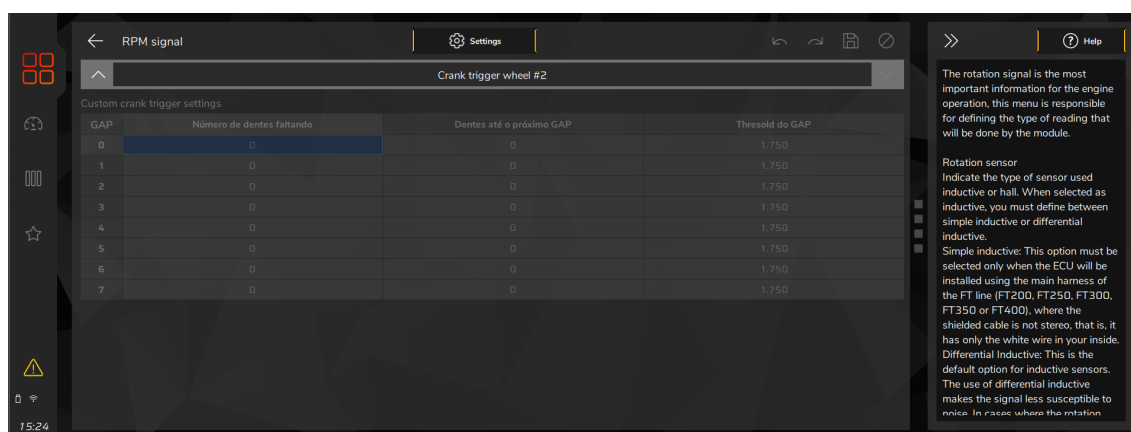 RPM signal
Settings
Help
Crank trigger wheel #2
Custom crank trigger settings
GAP Número de dentes faltando Dentes até o próximo GAP Thresold do GAP
0 0 0 1.750
1 0 0 1.750
2 0 0 1.750
3 0 0 1.750
4 0 0 1.750
5 0 0 1.750
6 0 0 1.750
7 0 0 1.750
The rotation signal is the most
important information for the engine
operation, this menu is responsible
for defining the type of reading that
will be done by the module.
Rotation sensor
Indicate the type of sensor used
inductive or hall. When selected as
inductive, you must define between
simple inductive or differential
inductive.
Simple inductive: This option must be
selected only when the ECU will be
installed using the main harness of
the FT line (FT200, FT250, FT300,
FT350 or FT400), where the
shielded cable is not stereo, that is, it
has only the white wire in your inside.
Differential Inductive: This is the
default option for inductive sensors.
The use of differential inductive
makes the signal less susceptible to
noise. In cases where the rotation
15:24